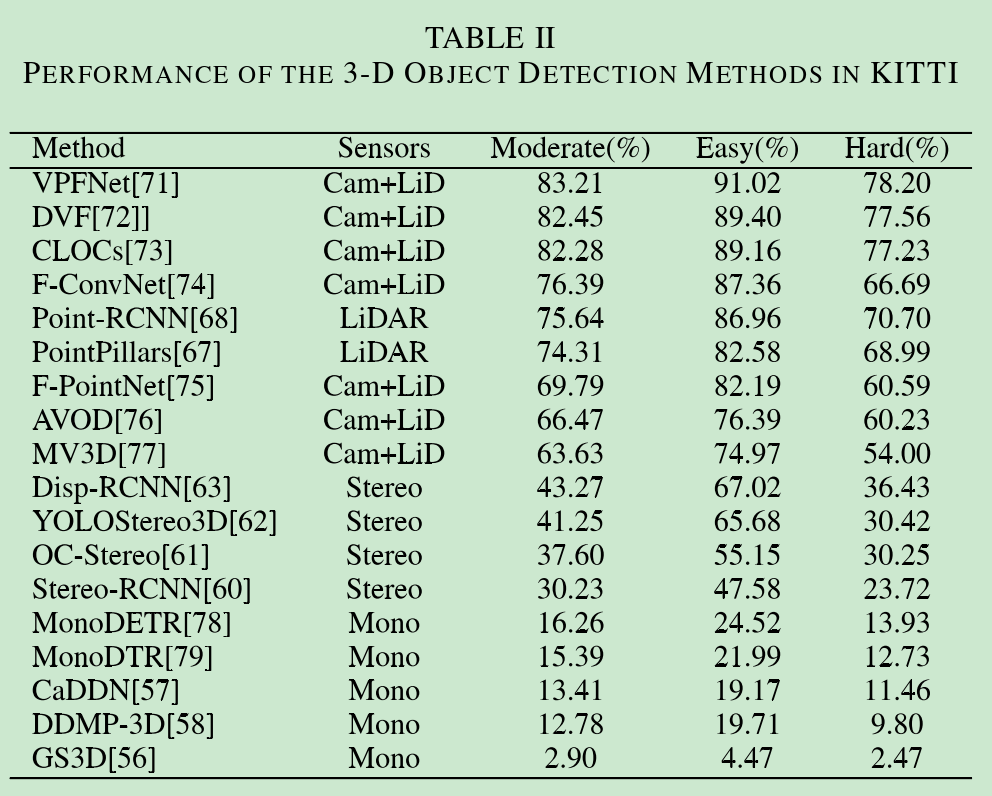 TABLE II
PERFORMANCE OF THE 3-D OBJECT DETECTION METHODS IN KITTI
Method Sensors Moderate(%) Easy(%) Hard(%)
VPFNet[71] Cam+LiD 83.21 91.02 78.20
DVF[72]] Cam+LiD 82.45 89.40 77.56
CLOCs[73] Cam+LiD 82.28 89.16 77.23
F-ConvNet[74] Cam+LiD 76.39 87.36 66.69
Point-RCNN[68] LiDAR 75.64 86.96 70.70
PointPillars[67] LiDAR 74.31 82.58 68.99
F-PointNet[75] Cam+LiD 69.79 82.19 60.59
AVOD[76] Cam+LiD 66.47 76.39 60.23
MV3D[77] Cam+LiD 63.63 74.97 54.00
Disp-RCNN[63] Stereo 43.27 67.02 36.43
YOLOStereo3D[62] Stereo 41.25 65.68 30.42
OC-Stereo[61] Stereo 37.60 55.15 30.25
Stereo-RCNN[60] Stereo 30.23 47.58 23.72
MonoDETR[78] Mono 16.26 24.52 13.93
MonoDTR[79] Mono 15.39 21.99 12.73
CaDDN[57] Mono 13.41 19.17 11.46
DDMP-3D[58] Mono 12.78 19.71 9.80
GS3D[56] Mono 2.90 4.47 2.47